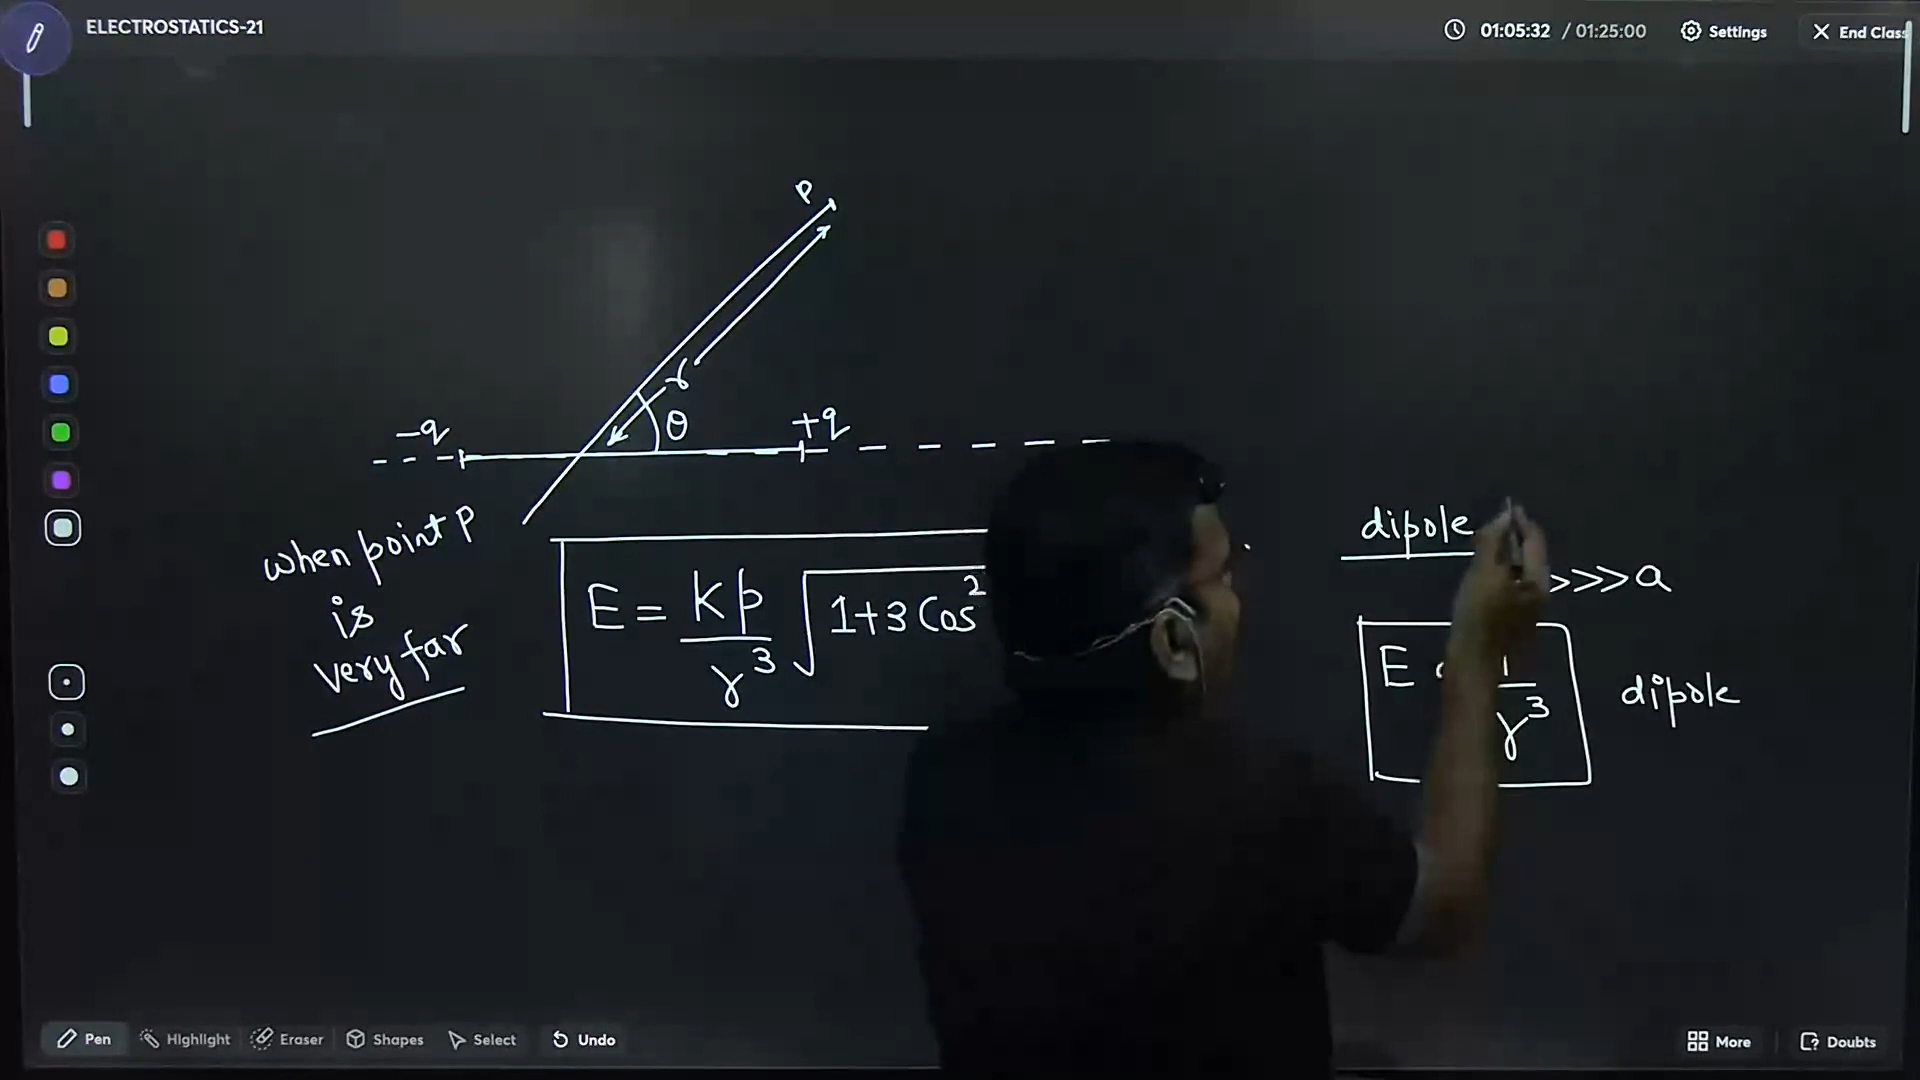 ELECTROSTATICS-21
01:05:32 / 01:25:00
Settings
End Class
P
r
θ
-q
+q
when point P
is
very far
E = Kp/r³ √1+3 Cos²
dipole
>>>a
E 1/r³
dipole
Pen
Highlight
Eraser
Shapes
Select
Undo
More
Doubts